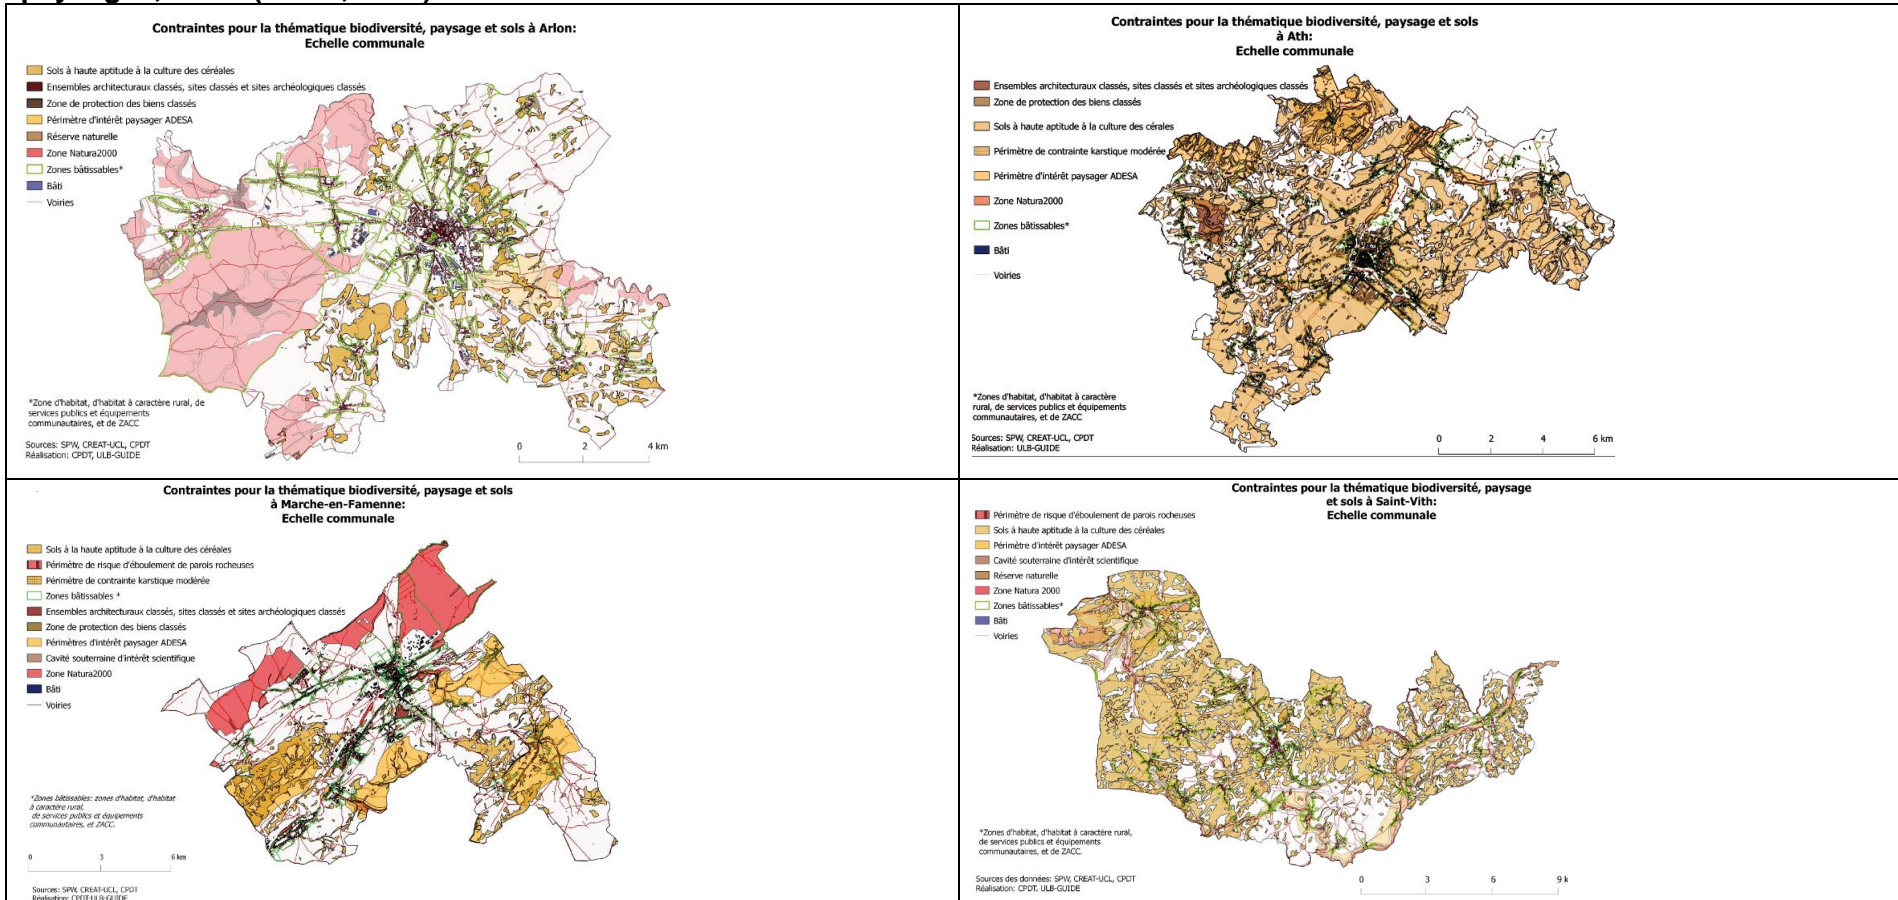 Contraintes pour la thématique biodiversité, paysage et sols à Arlon:
Echelle communale
Sols à haute aptitude à la culture des céréales
Ensembles architecturaux classés, sites classés et sites archéologiques classés
Zone de protection des biens classés
Périmètre d'intérêt paysager ADESA
Réserve naturelle
Zone Natura2000
Zones bâtissables*
Bâti
Voiries
*Zone d'habitat, d'habitat à caractère rural, de
services publics et équipements
communautaires, et de ZACC
Sources: SPW, CREAT-UCL, CPDT
Réalisation: CPDT, ULB-GUIDE
0 2 4 km
Contraintes pour la thématique biodiversité, paysage et sols
à Ath:
Echelle communale
Ensembles architecturaux classés, sites classés et sites archéologiques classés
Zone de protection des biens classés
Sols à haute aptitude à la culture des cérales
Périmètre de contrainte karstique modérée
Périmètre d'intérêt paysager ADESA
Zone Natura2000
Zones bâtissables*
Bâti
Voiries
*Zones d'habitat, d'habitat à caractère
rural, de services publics et équipements
communautaires, et de ZACC
Sources: SPW, CREAT-UCL, CPDT
Réalisation: ULB-GUIDE
0 2 4 6 km
Contraintes pour la thématique biodiversité, paysage et sols
à Marche-en-Famenne:
Echelle communale
Sols à la haute aptitude à la culture des céréales
Périmètre de risque d'éboulement de parois rocheuses
Périmètre de contrainte karstique modérée
Zones bâtissables *
Ensembles architecturaux classés, sites classés et sites archéologiques classés
Zone de protection des biens classés
Périmètres d'intérêt paysager ADESA
Cavité souterraine d'intérêt scientifique
Zone Natura2000
Bâti
Voiries
*Zones bâtissables: zones d'habitat, d'habitat
à caractère rural,
de services publics et équipements
communautaires, et ZACC.
0 3 6 km
Sources: SPW, CREAT-UCL, CPDT
Réalisation: CPDT-ULB-GUIDE
Contraintes pour la thématique biodiversité, paysage
et sols à Saint-Vith:
Echelle communale
Périmètre de risque d'éboulement de parois rocheuses
Sols à haute aptitude à la culture des céréales
Périmètre d'intérêt paysager ADESA
Cavité souterraine d'intérêt scientifique
Réserve naturelle
Zone Natura 2000
Zones bâtissables*
Bâti
Voiries
*Zones d'habitat, d'habitat à caractère rural,
de services publics et équipements
communautaires, et de ZACC.
Sources des données: SPW, CREAT-UCL, CPDT
Réalisation: CPDT. ULB-GUIDE
0 3 6 9 k